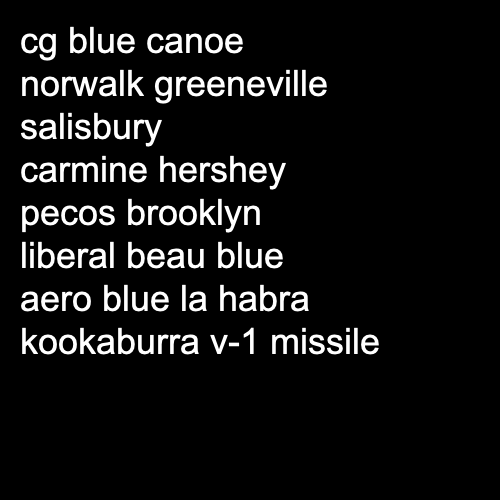 cg blue canoe
norwalk greeneville
salisbury
carmine hershey
pecos brooklyn
liberal beau blue
aero blue la habra
kookaburra v-1 missile